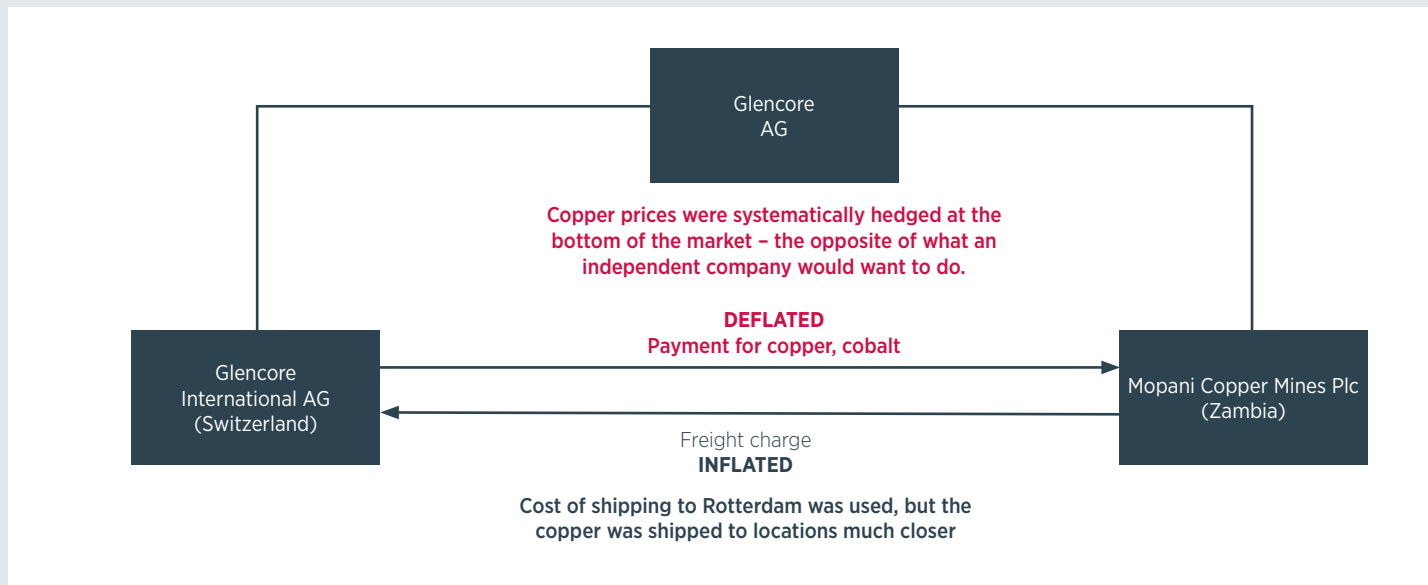 Glencore
AG
Copper prices were systematically hedged at the
bottom of the market – the opposite of what an
independent company would want to do.
DEFLATED
Payment for copper, cobalt
Glencore
International AG
(Switzerland)
Mopani Copper Mines Plc
(Zambia)
Freight charge
INFLATED
Cost of shipping to Rotterdam was used, but the
copper was shipped to locations much closer